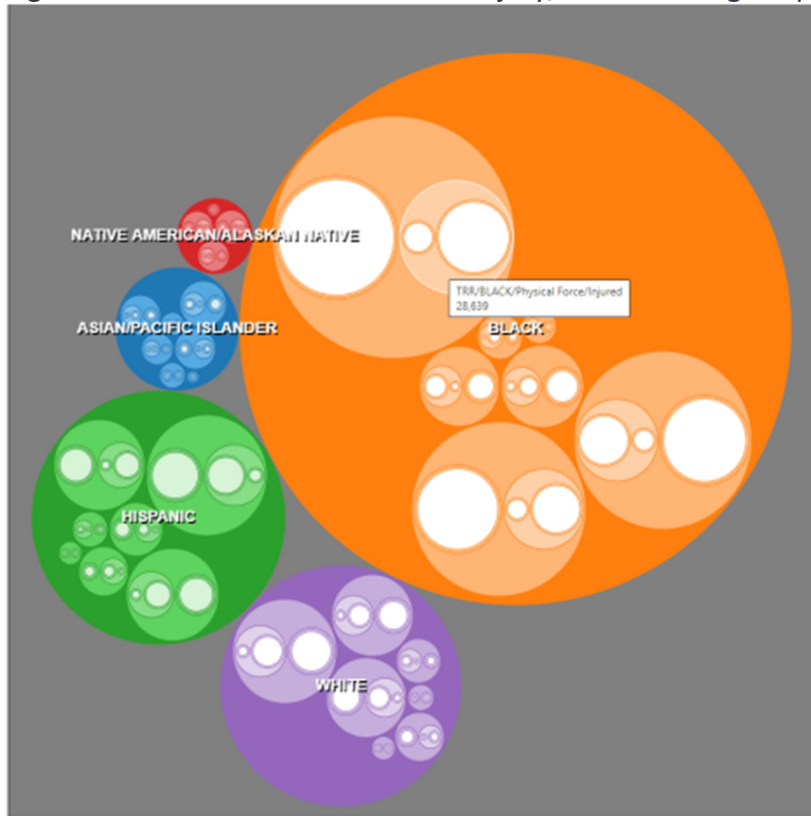 NATIVE AMERICAN/ALASKAN NATIVE
TRR/BLACK/Physical Force/Injured
28,639
ASIAN/PACIFIC ISLANDER
BLACK
HISPANIC
WHITE